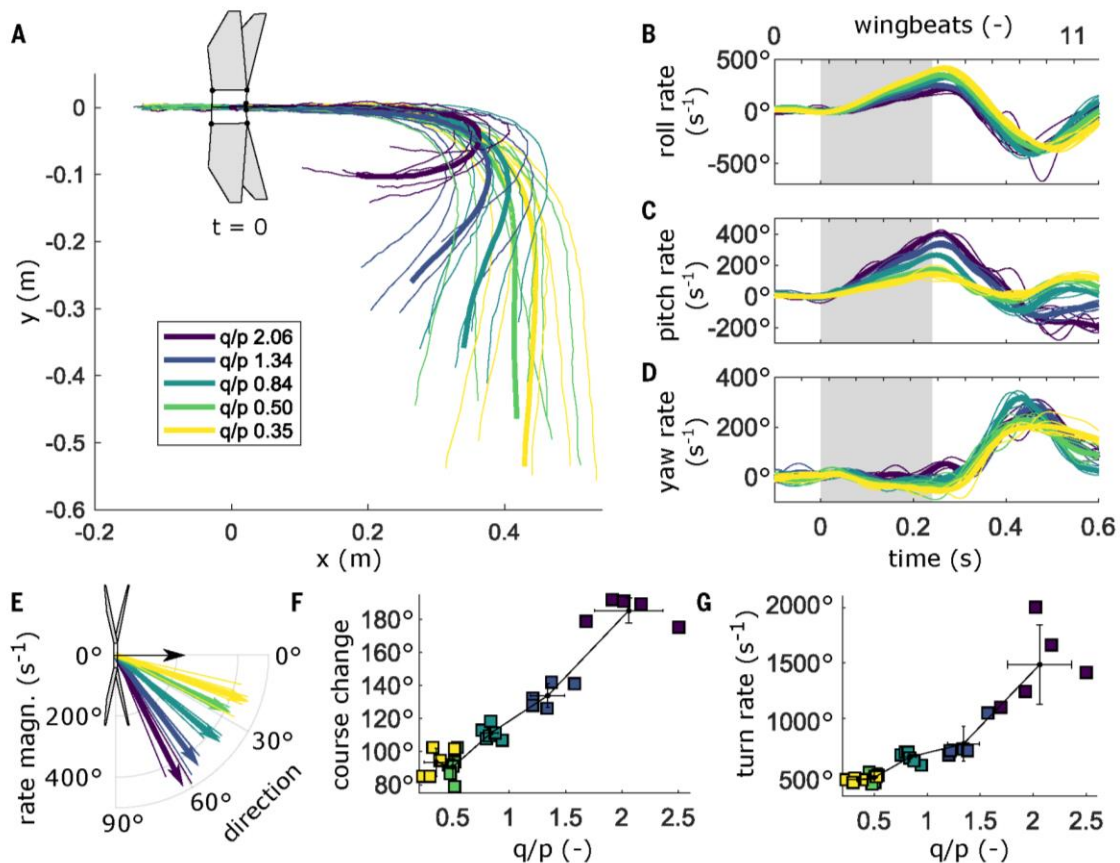 A
0
-0.1
-0.2
-0.3
-0.4
-0.5
-0.6
y (m)
-0.2
0
0.2
0.4
x (m)
t = 0
q/p 2.06
q/p 1.34
q/p 0.84
q/p 0.50
q/p 0.35
B
wingbeats (-)
0
11
500°
0°
-500°
roll rate
(s⁻¹)
C
400°
200°
0°
-200°
pitch rate
(s⁻¹)
D
400°
200°
0°
yaw rate
(s⁻¹)
0
0.2
0.4
0.6
time (s)
E
rate magn. (s⁻¹)
0°
200°
400°
0°
30°
60°
90°
direction
F
course change
180°
160°
140°
120°
100°
80°
0.5
1
1.5
2
2.5
q/p (-)
G
turn rate (s⁻¹)
2000°
1500°
1000°
500°
0.5
1
1.5
2
2.5
q/p (-)